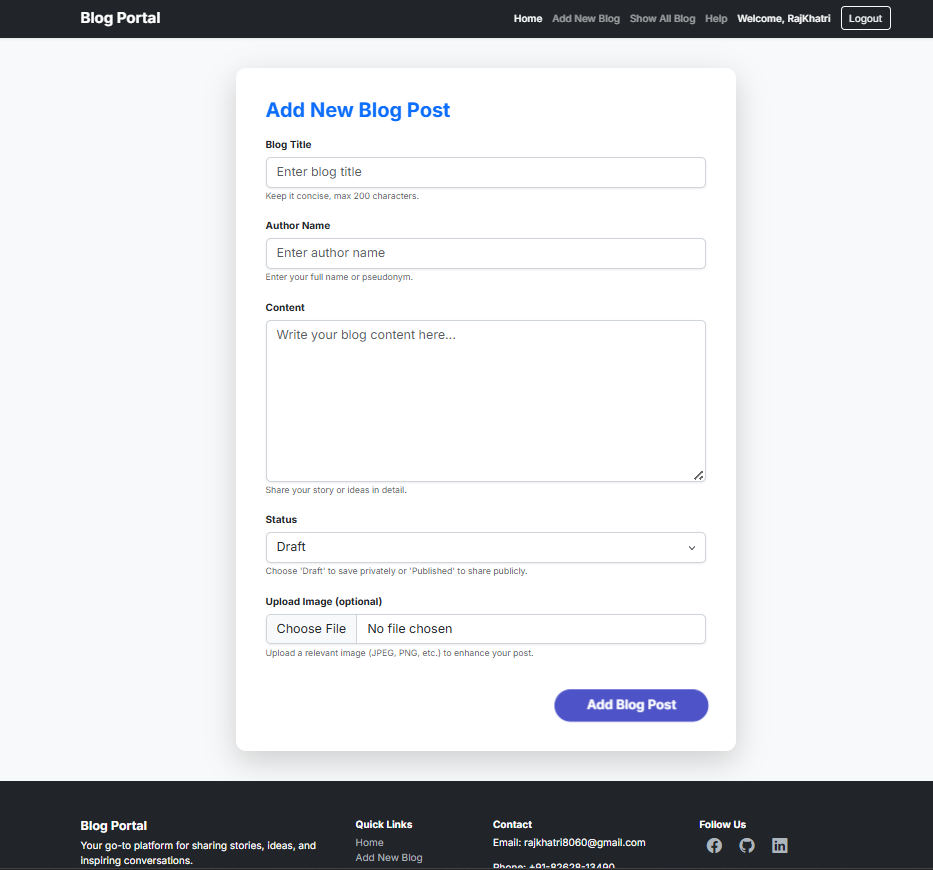 Blog Portal
Home Add New Blog Show All Blog Help Welcome, RajKhatri Logout
Add New Blog Post
Blog Title
Enter blog title
Keep it concise, max 200 characters.
Author Name
Enter author name
Enter your full name or pseudonym.
Content
Write your blog content here...
Share your story or ideas in detail.
Status
Draft
Choose 'Draft' to save privately or 'Published' to share publicly.
Upload Image (optional)
Choose File No file chosen
Upload a relevant image (JPEG, PNG, etc.) to enhance your post.
Add Blog Post
Blog Portal
Your go-to platform for sharing stories, ideas, and
inspiring conversations.
Quick Links
Home
Add New Blog
Contact
Email: rajkhatri8060@gmail.com
Phone: +91-82628-13490
Follow Us